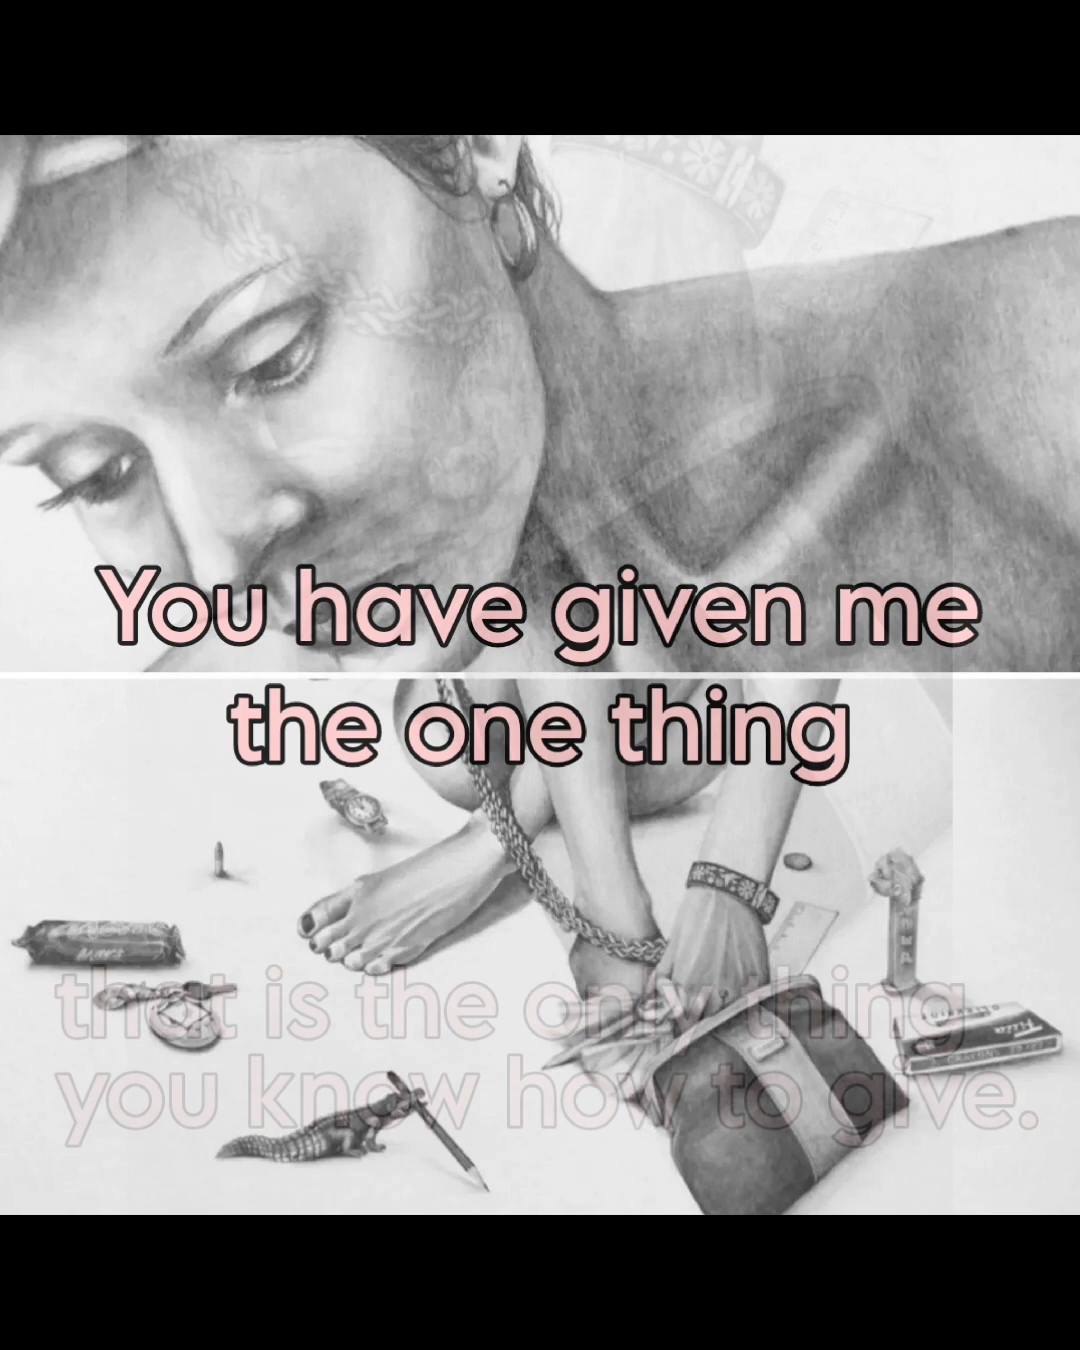 You have given me
the one thing
that is the only thing
you know how to give.